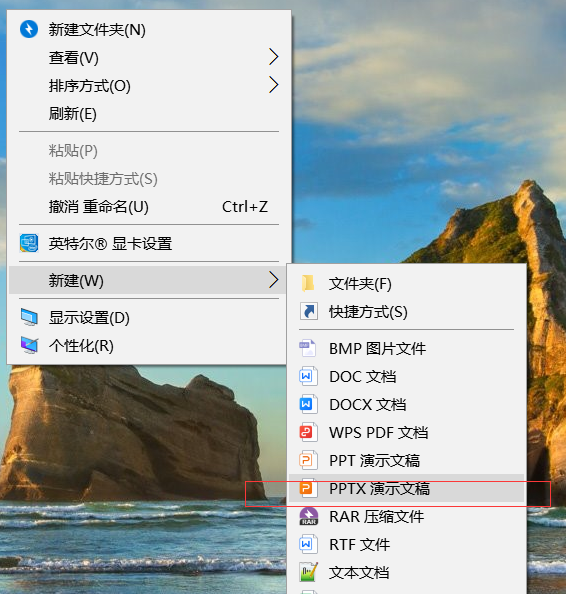 新建文件夹(N)
查看(V)
排序方式(O)
刷新(E)
粘贴(P)
粘贴快捷方式(S)
撤消 重命名(U) Ctrl+Z
英特尔® 显卡设置
新建(W)
显示设置(D)
个性化(R)
文件夹(F)
快捷方式(S)
BMP 图片文件
DOC 文档
DOCX 文档
WPS PDF 文档
PPT 演示文稿
PPTX 演示文稿
RAR 压缩文件
RTF 文件
文本文档